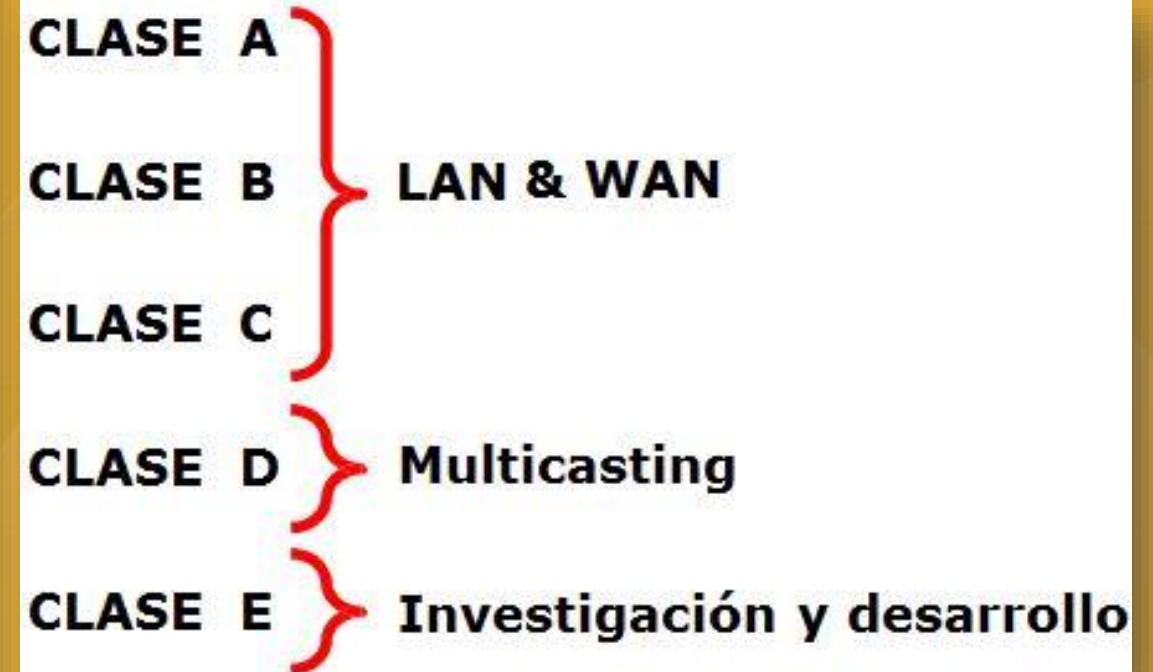 CLASE A
CLASE B
LAN & WAN
CLASE C
CLASE D
Multicasting
CLASE E
Investigación y desarrollo